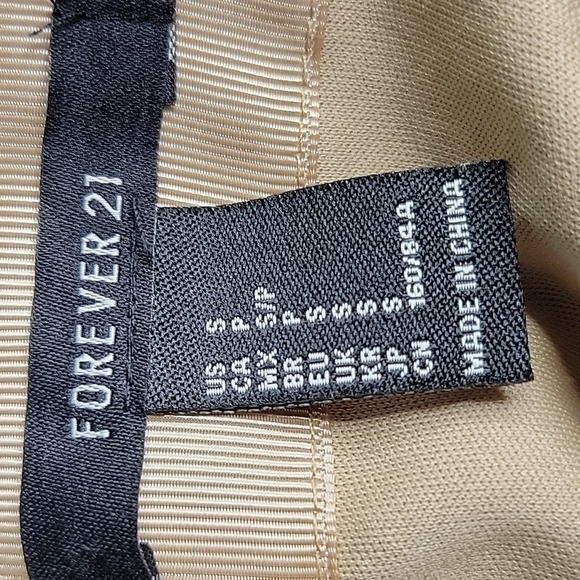 FOREVER 21
US S
CA P
MX S/P
BR P
EU S
UK S
KR S
JP S
CN 160/84A
MADE IN CHINA